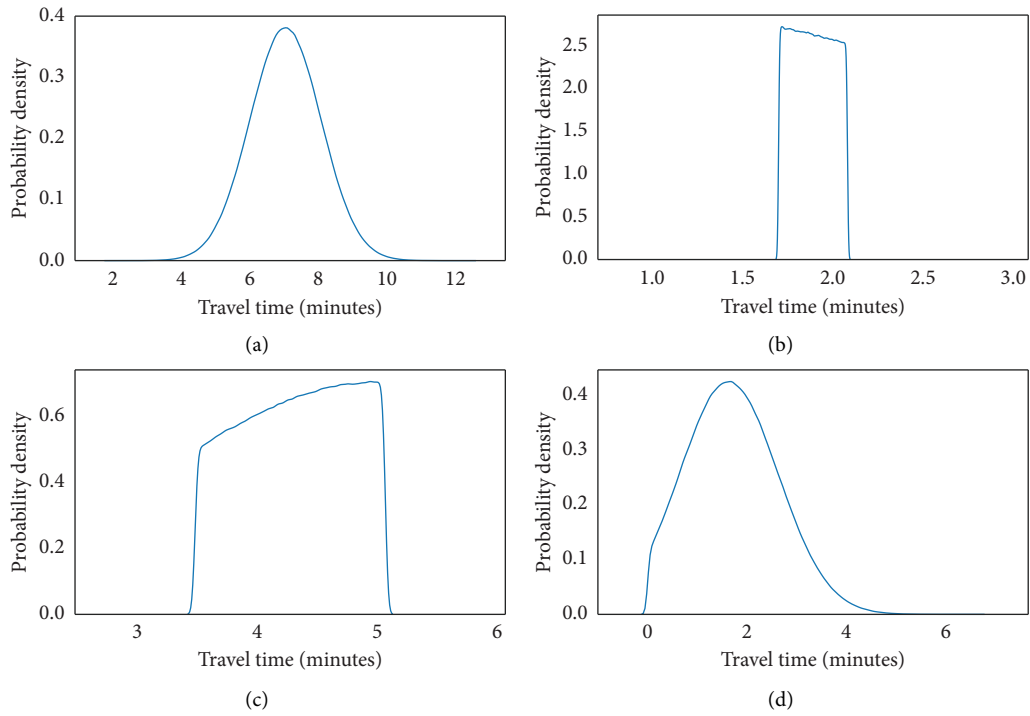 0.4
0.3
0.2
0.1
0.0
Probability density
2 4 6 8 10 12
Travel time (minutes)
(a)
2.5
2.0
1.5
1.0
0.5
0.0
Probability density
1.0 1.5 2.0 2.5 3.0
Travel time (minutes)
(b)
0.6
0.4
0.2
0.0
Probability density
3 4 5 6
Travel time (minutes)
(c)
0.4
0.3
0.2
0.1
0.0
Probability density
0 2 4 6
Travel time (minutes)
(d)